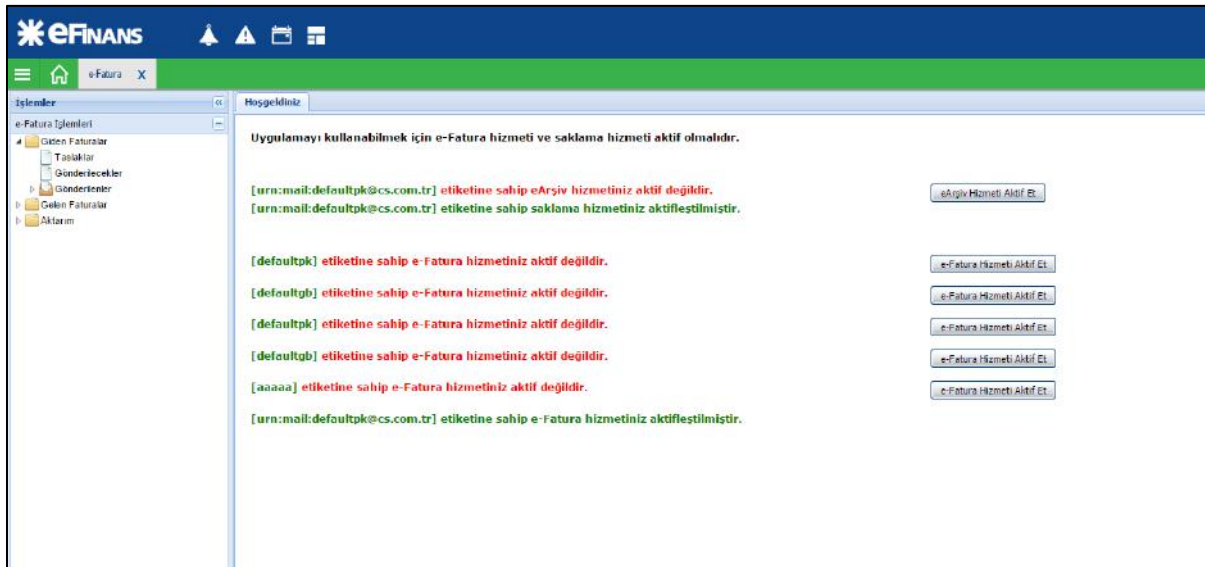 eFINANS
e-Fatura X
İşlemler
Hoşgeldiniz
e-Fatura İşlemleri
Giden Faturalar
Taslaklar
Gönderilecekler
Gönderilenler
Gelen Faturalar
Aktarım
Uygulamayı kullanabilmek için e-Fatura hizmeti ve saklama hizmeti aktif olmalıdır.
[urn:mail:defaultpk@cs.com.tr] etiketine sahip eArşiv hizmetiniz aktif değildir.
eArşiv Hizmeti Aktif Et
[urn:mail:defaultpk@cs.com.tr] etiketine sahip saklama hizmetiniz aktifleştilmiştir.
[defaultpk] etiketine sahip e-Fatura hizmetiniz aktif değildir.
e-Fatura Hizmeti Aktif Et
[defaultgb] etiketine sahip e-Fatura hizmetiniz aktif değildir.
e-Fatura Hizmeti Aktif Et
[defaultpk] etiketine sahip e-Fatura hizmetiniz aktif değildir.
e-Fatura Hizmeti Aktif Et
[defaultgb] etiketine sahip e-Fatura hizmetiniz aktif değildir.
e-Fatura Hizmeti Aktif Et
[aaaaa] etiketine sahip e-Fatura hizmetiniz aktif değildir.
e-Fatura Hizmeti Aktif Et
[urn:mail:defaultpk@cs.com.tr] etiketine sahip e-Fatura hizmetiniz aktifleştilmiştir.